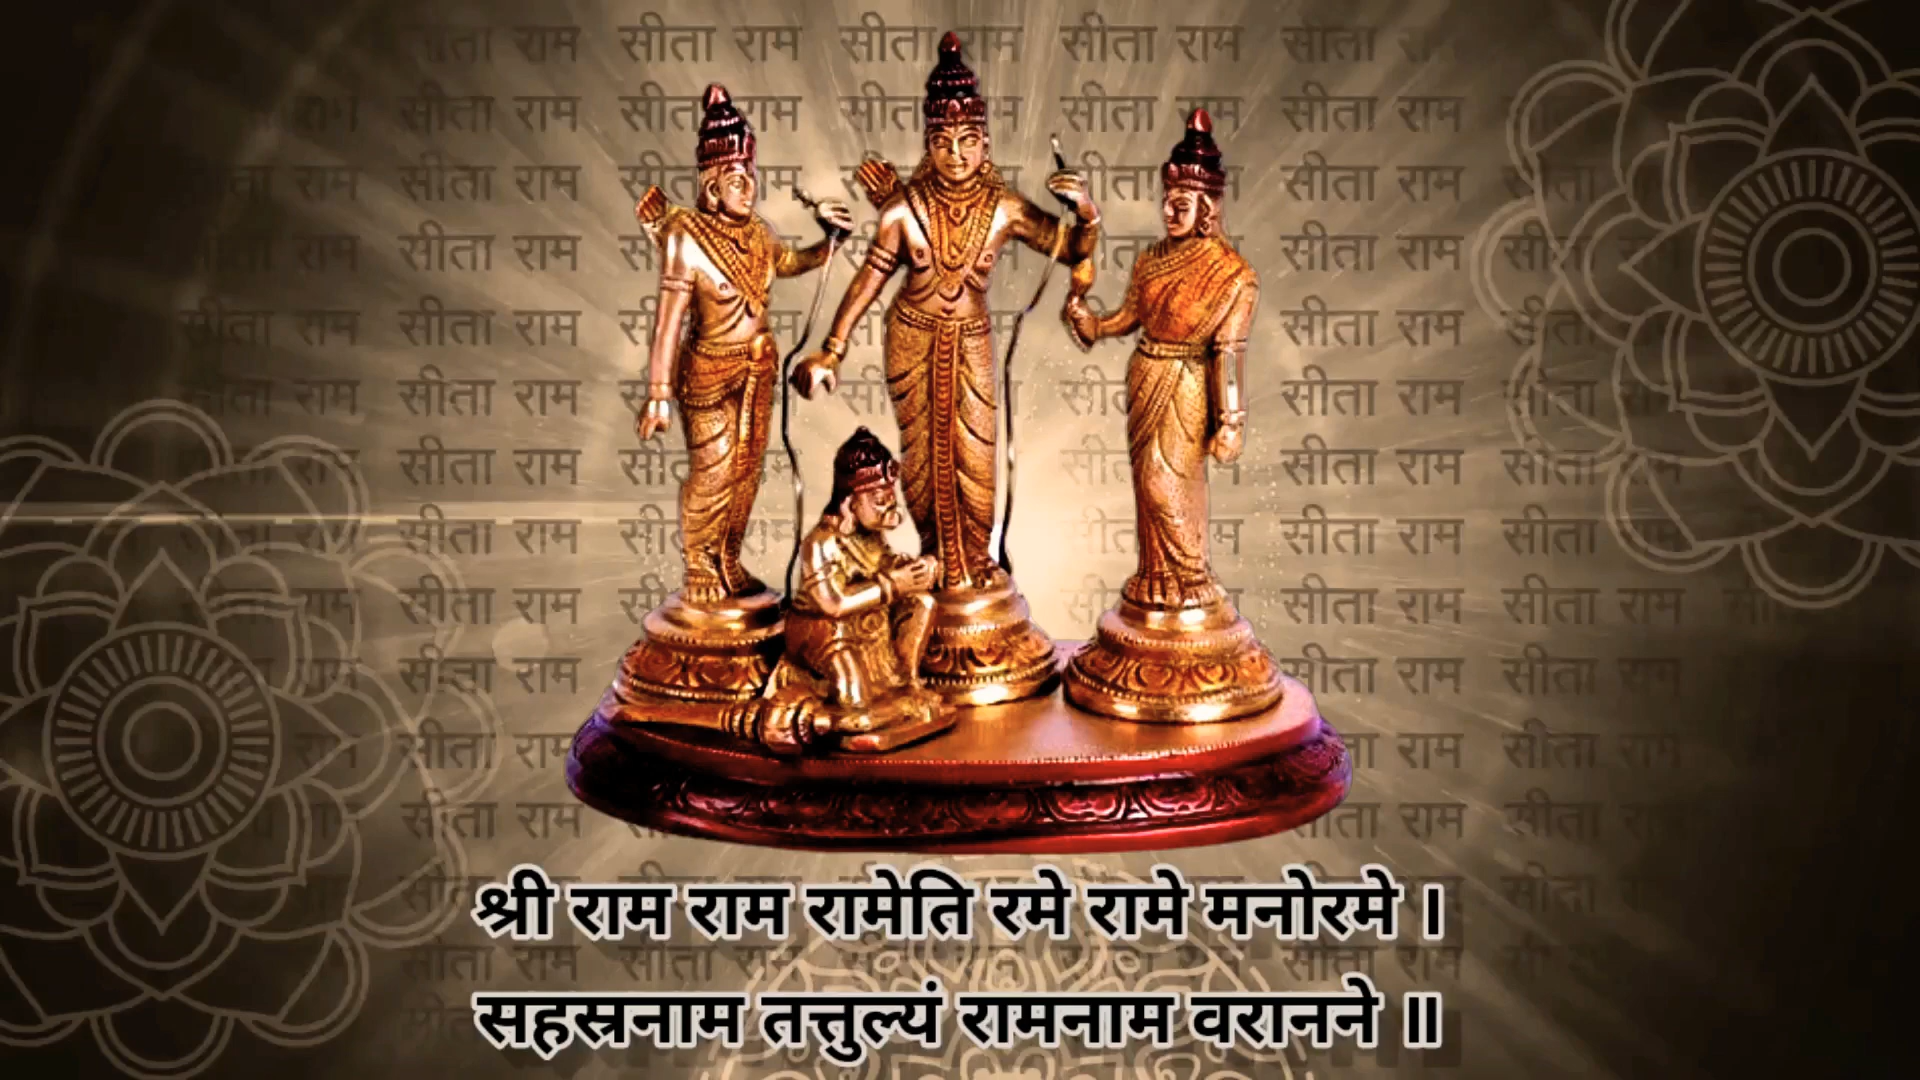 सीता राम सीता राम सीता राम सीता राम सीता
राम सीता राम सीता राम सीता राम सीता राम
राम सीता राम सीता राम सीता राम
राम सीता राम सीता राम
राम सीता राम सीता राम सीता
सीता राम सीता राम सीता राम सीता
राम सीता राम सीता राम सीता
राम सीता राम सीता राम सीता
सीता राम सीता राम सीता राम
राम सीता राम सीता राम सीता राम
राम सीता राम सीता राम सीता राम
राम सीता राम राम सीता राम
सीता राम सीता राम सीता
श्री राम राम रामेति रमे रामे मनोरमे ।
सीता राम सीता राम सीता सीता राम
सहस्रनाम तत्तुल्यं रामनाम वरानने ॥